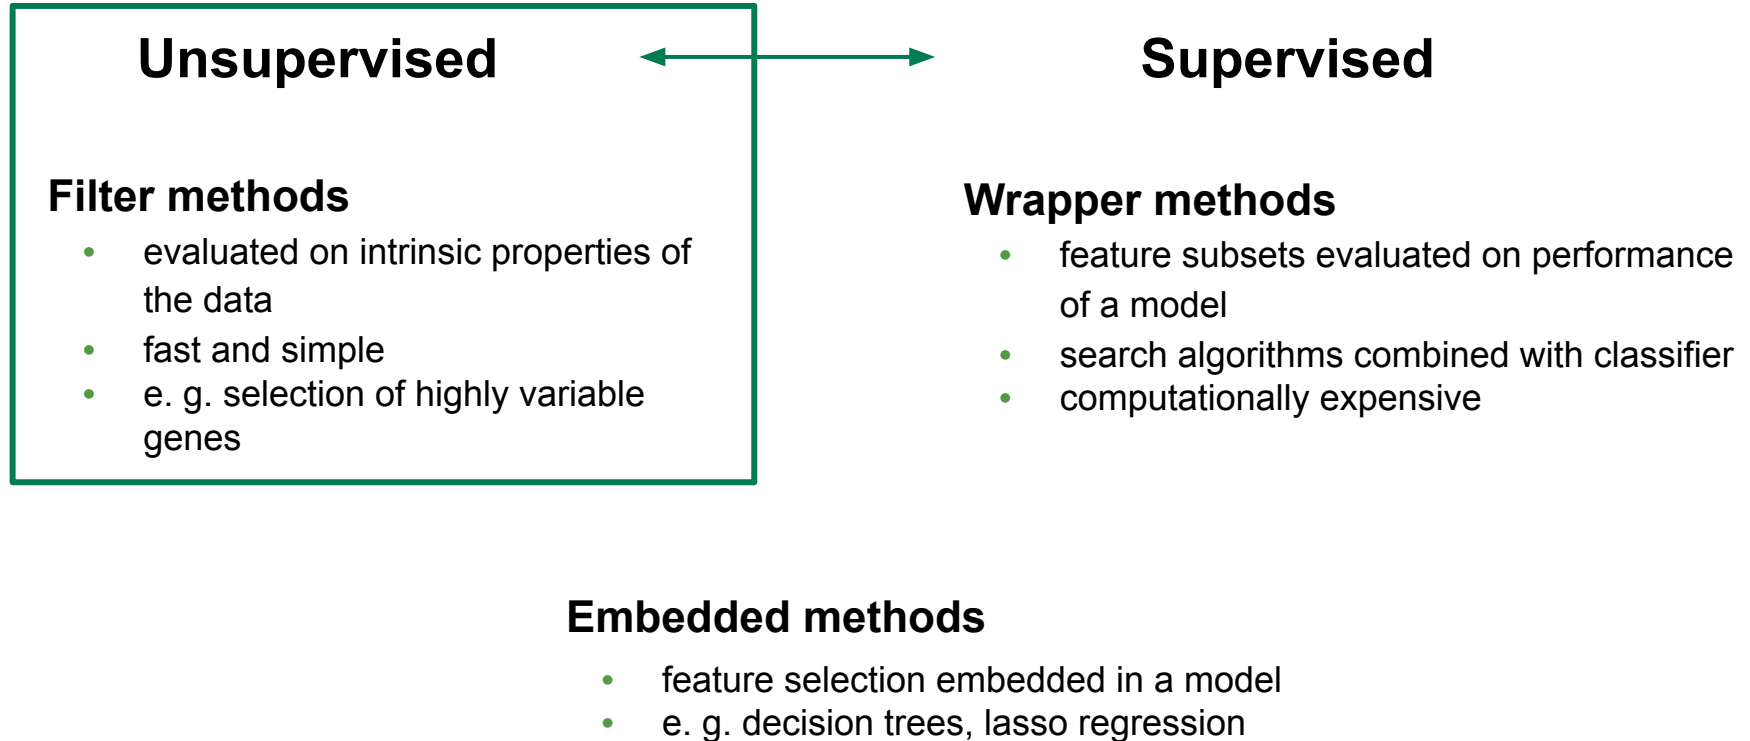 Unsupervised
Supervised
Filter methods
• evaluated on intrinsic properties of
the data
• fast and simple
• e. g. selection of highly variable
genes
Wrapper methods
• feature subsets evaluated on performance
of a model
• search algorithms combined with classifier
• computationally expensive
Embedded methods
• feature selection embedded in a model
• e. g. decision trees, lasso regression